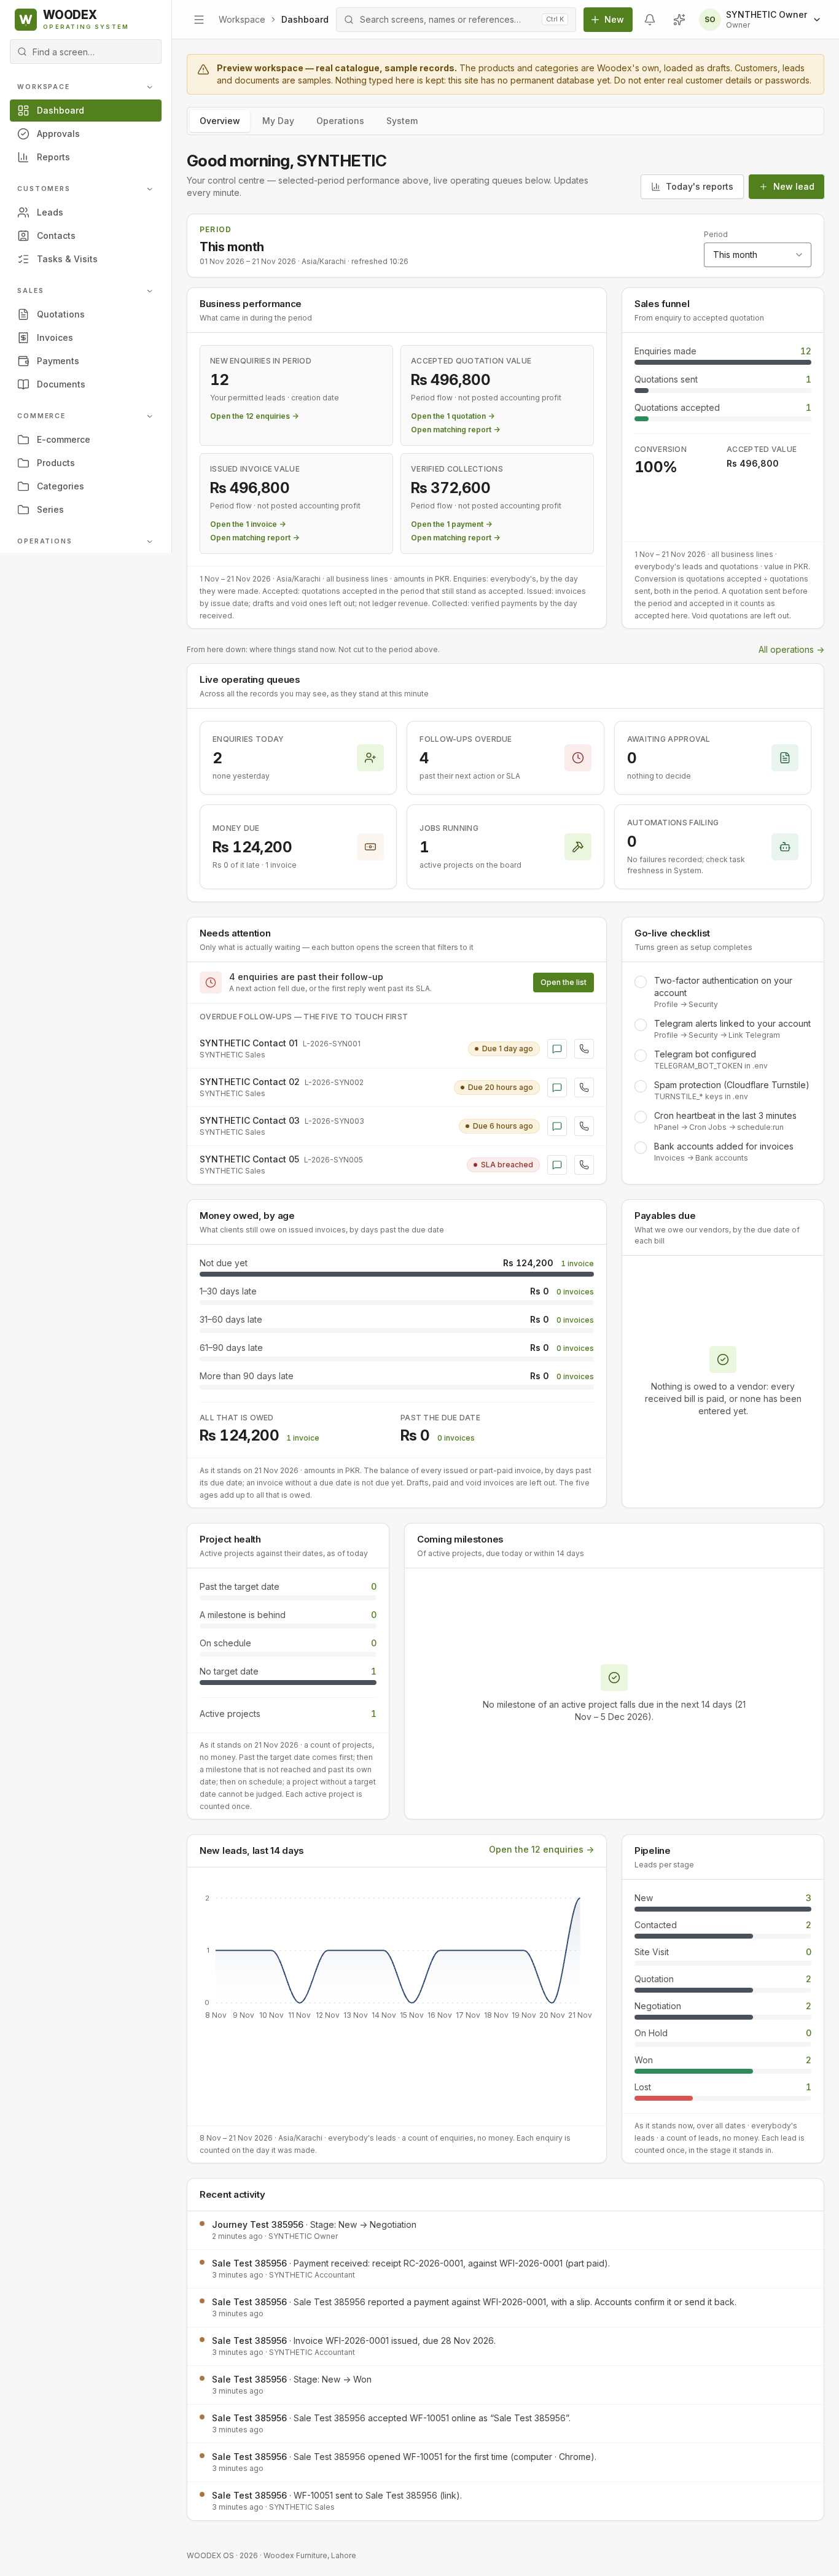 W WOODEX
OPERATING SYSTEM
Find a screen…
WORKSPACE
Dashboard
Approvals
Reports
CUSTOMERS
Leads
Contacts
Tasks & Visits
SALES
Quotations
Invoices
Payments
Documents
COMMERCE
E-commerce
Products
Categories
Series
OPERATIONS
Workspace > Dashboard
Search screens, names or references…
Ctrl K
New
SO
SYNTHETIC Owner
Owner
Preview workspace — real catalogue, sample records. The products and categories are Woodex's own, loaded as drafts. Customers, leads
and documents are samples. Nothing typed here is kept: this site has no permanent database yet. Do not enter real customer details or passwords.
Overview
My Day
Operations
System
Good morning, SYNTHETIC
Your control centre — selected-period performance above, live operating queues below. Updates
every minute.
Today's reports
New lead
PERIOD
This month
01 Nov 2026 – 21 Nov 2026 · Asia/Karachi · refreshed 10:26
Period
This month
Business performance
What came in during the period
NEW ENQUIRIES IN PERIOD
12
Your permitted leads · creation date
Open the 12 enquiries →
ACCEPTED QUOTATION VALUE
Rs 496,800
Period flow · not posted accounting profit
Open the 1 quotation →
Open matching report →
ISSUED INVOICE VALUE
Rs 496,800
Period flow · not posted accounting profit
Open the 1 invoice →
Open matching report →
VERIFIED COLLECTIONS
Rs 372,600
Period flow · not posted accounting profit
Open the 1 payment →
Open matching report →
1 Nov – 21 Nov 2026 · Asia/Karachi · all business lines · amounts in PKR. Enquiries: everybody's, by the day
they were made. Accepted: quotations accepted in the period that still stand as accepted. Issued: invoices
by issue date; drafts and void ones left out; not ledger revenue. Collected: verified payments by the day
received.
Sales funnel
From enquiry to accepted quotation
Enquiries made 12
Quotations sent 1
Quotations accepted 1
CONVERSION
100%
ACCEPTED VALUE
Rs 496,800
1 Nov – 21 Nov 2026 · all business lines ·
everybody's leads and quotations · value in PKR.
Conversion is quotations accepted ÷ quotations
sent, both in the period. A quotation sent before
the period and accepted in it counts as
accepted here. Void quotations are left out.
From here down: where things stand now. Not cut to the period above.
All operations →
Live operating queues
Across all the records you may see, as they stand at this minute
ENQUIRIES TODAY
2
none yesterday
FOLLOW-UPS OVERDUE
4
past their next action or SLA
AWAITING APPROVAL
0
nothing to decide
MONEY DUE
Rs 124,200
Rs 0 of it late · 1 invoice
JOBS RUNNING
1
active projects on the board
AUTOMATIONS FAILING
0
No failures recorded; check task
freshness in System.
Needs attention
Only what is actually waiting — each button opens the screen that filters to it
4 enquiries are past their follow-up
A next action fell due, or the first reply went past its SLA.
Open the list
OVERDUE FOLLOW-UPS — THE FIVE TO TOUCH FIRST
SYNTHETIC Contact 01 L-2026-SYN001
SYNTHETIC Sales
Due 1 day ago
SYNTHETIC Contact 02 L-2026-SYN002
SYNTHETIC Sales
Due 20 hours ago
SYNTHETIC Contact 03 L-2026-SYN003
SYNTHETIC Sales
Due 6 hours ago
SYNTHETIC Contact 05 L-2026-SYN005
SYNTHETIC Sales
SLA breached
Go-live checklist
Turns green as setup completes
Two-factor authentication on your
account
Profile → Security
Telegram alerts linked to your account
Profile → Security → Link Telegram
Telegram bot configured
TELEGRAM_BOT_TOKEN in .env
Spam protection (Cloudflare Turnstile)
TURNSTILE_* keys in .env
Cron heartbeat in the last 3 minutes
hPanel → Cron Jobs → schedule:run
Bank accounts added for invoices
Invoices → Bank accounts
Money owed, by age
What clients still owe on issued invoices, by days past the due date
Not due yet Rs 124,200 1 invoice
1–30 days late Rs 0 0 invoices
31–60 days late Rs 0 0 invoices
61–90 days late Rs 0 0 invoices
More than 90 days late Rs 0 0 invoices
ALL THAT IS OWED
Rs 124,200 1 invoice
PAST THE DUE DATE
Rs 0 0 invoices
As it stands on 21 Nov 2026 · amounts in PKR. The balance of every issued or part-paid invoice, by days past
its due date; an invoice without a due date is not due yet. Drafts, paid and void invoices are left out. The five
ages add up to all that is owed.
Payables due
What we owe our vendors, by the due date of
each bill
Nothing is owed to a vendor: every
received bill is paid, or none has been
entered yet.
Project health
Active projects against their dates, as of today
Past the target date 0
A milestone is behind 0
On schedule 0
No target date 1
Active projects 1
As it stands on 21 Nov 2026 · a count of projects,
no money. Past the target date comes first; then
a milestone that is not reached and past its own
date; then on schedule; a project without a target
date cannot be judged. Each active project is
counted once.
Coming milestones
Of active projects, due today or within 14 days
No milestone of an active project falls due in the next 14 days (21
Nov – 5 Dec 2026).
New leads, last 14 days
Open the 12 enquiries →
2
1
0
8 Nov 9 Nov 10 Nov 11 Nov 12 Nov 13 Nov 14 Nov 15 Nov 16 Nov 17 Nov 18 Nov 19 Nov 20 Nov 21 Nov
8 Nov – 21 Nov 2026 · Asia/Karachi · everybody's leads · a count of enquiries, no money. Each enquiry is
counted on the day it was made.
Pipeline
Leads per stage
New 3
Contacted 2
Site Visit 0
Quotation 2
Negotiation 2
On Hold 0
Won 2
Lost 1
As it stands now, over all dates · everybody's
leads · a count of leads, no money. Each lead is
counted once, in the stage it stands in.
Recent activity
Journey Test 385956 · Stage: New → Negotiation
2 minutes ago · SYNTHETIC Owner
Sale Test 385956 · Payment received: receipt RC-2026-0001, against WFI-2026-0001 (part paid).
3 minutes ago · SYNTHETIC Accountant
Sale Test 385956 · Sale Test 385956 reported a payment against WFI-2026-0001, with a slip. Accounts confirm it or send it back.
3 minutes ago
Sale Test 385956 · Invoice WFI-2026-0001 issued, due 28 Nov 2026.
3 minutes ago · SYNTHETIC Accountant
Sale Test 385956 · Stage: New → Won
3 minutes ago
Sale Test 385956 · Sale Test 385956 accepted WF-10051 online as “Sale Test 385956”.
3 minutes ago
Sale Test 385956 · Sale Test 385956 opened WF-10051 for the first time (computer · Chrome).
3 minutes ago
Sale Test 385956 · WF-10051 sent to Sale Test 385956 (link).
3 minutes ago · SYNTHETIC Sales
WOODEX OS · 2026 · Woodex Furniture, Lahore